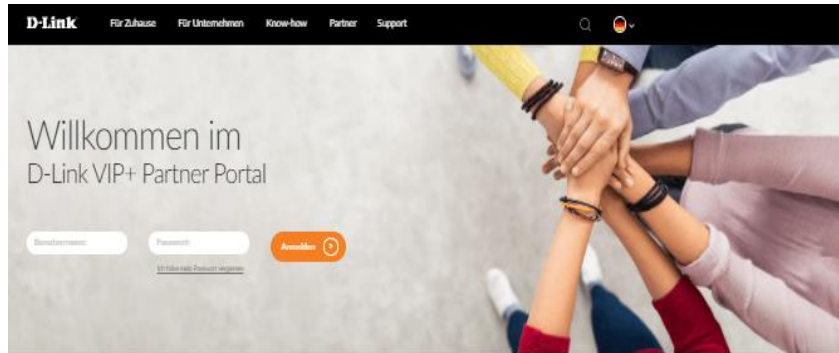 D-Link Für Zuhause Für Unternehmen Know-how Partner Support
Willkommen im
D-Link VIP+ Partner Portal
Benutzername: Passwort: Anmelden
Ich habe mein Passwort vergessen